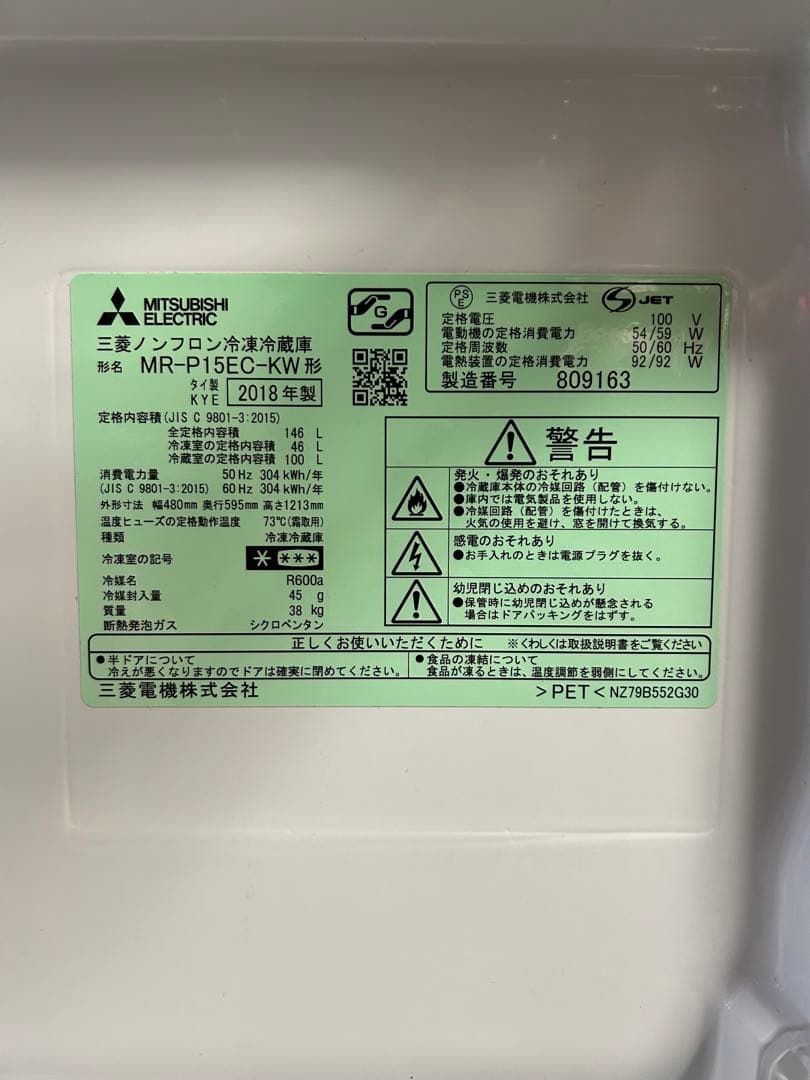 MITSUBISHI
ELECTRIC
G
三菱ノンフロン冷凍冷蔵庫
形名 MR-P15EC-KW 形
タイ製
KYE 2018年製
PS
E 三菱電機株式会社 S JET
定格電圧 100 V
電動機の定格消費電力 54/59 W
定格周波数 50/60 Hz
電熱装置の定格消費電力 92/92 W
製造番号 809163
定格内容積(JIS C 9801-3:2015)
全定格内容積 146 L
冷凍室の定格内容積 46 L
冷蔵室の定格内容積 100 L
消費電力量 50Hz 304 kWh/年
(JIS C 9801-3:2015) 60Hz 304 kWh/年
外形寸法 幅480mm 奥行595mm 高さ1213mm
温度ヒューズの定格動作温度 73℃(霜取用)
種類 冷凍冷蔵庫
冷凍室の記号 * ***
冷媒名 R600a
冷媒封入量 45 g
質量 38 kg
断熱発泡ガス シクロペンタン
警告
発火・爆発のおそれあり
●冷蔵庫本体の冷媒回路(配管)を傷付けない。
●庫内では電気製品を使用しない。
●冷媒回路(配管)を傷付けたときは、
火気の使用を避け、窓を開けて換気する。
感電のおそれあり
●お手入れのときは電源プラグを抜く。
幼児閉じ込めのおそれあり
●保管時に幼児閉じ込めが懸念される
場合はドアパッキングをはずす。
正しくお使いいただくために ※くわしくは取扱説明書をご覧ください
●半ドアについて
冷えが悪くなりますのでドアは確実に閉めてください。
●食品の凍結について
食品が凍るときは、温度調節を弱側にしてください。
三菱電機株式会社 >PET< NZ79B552G30